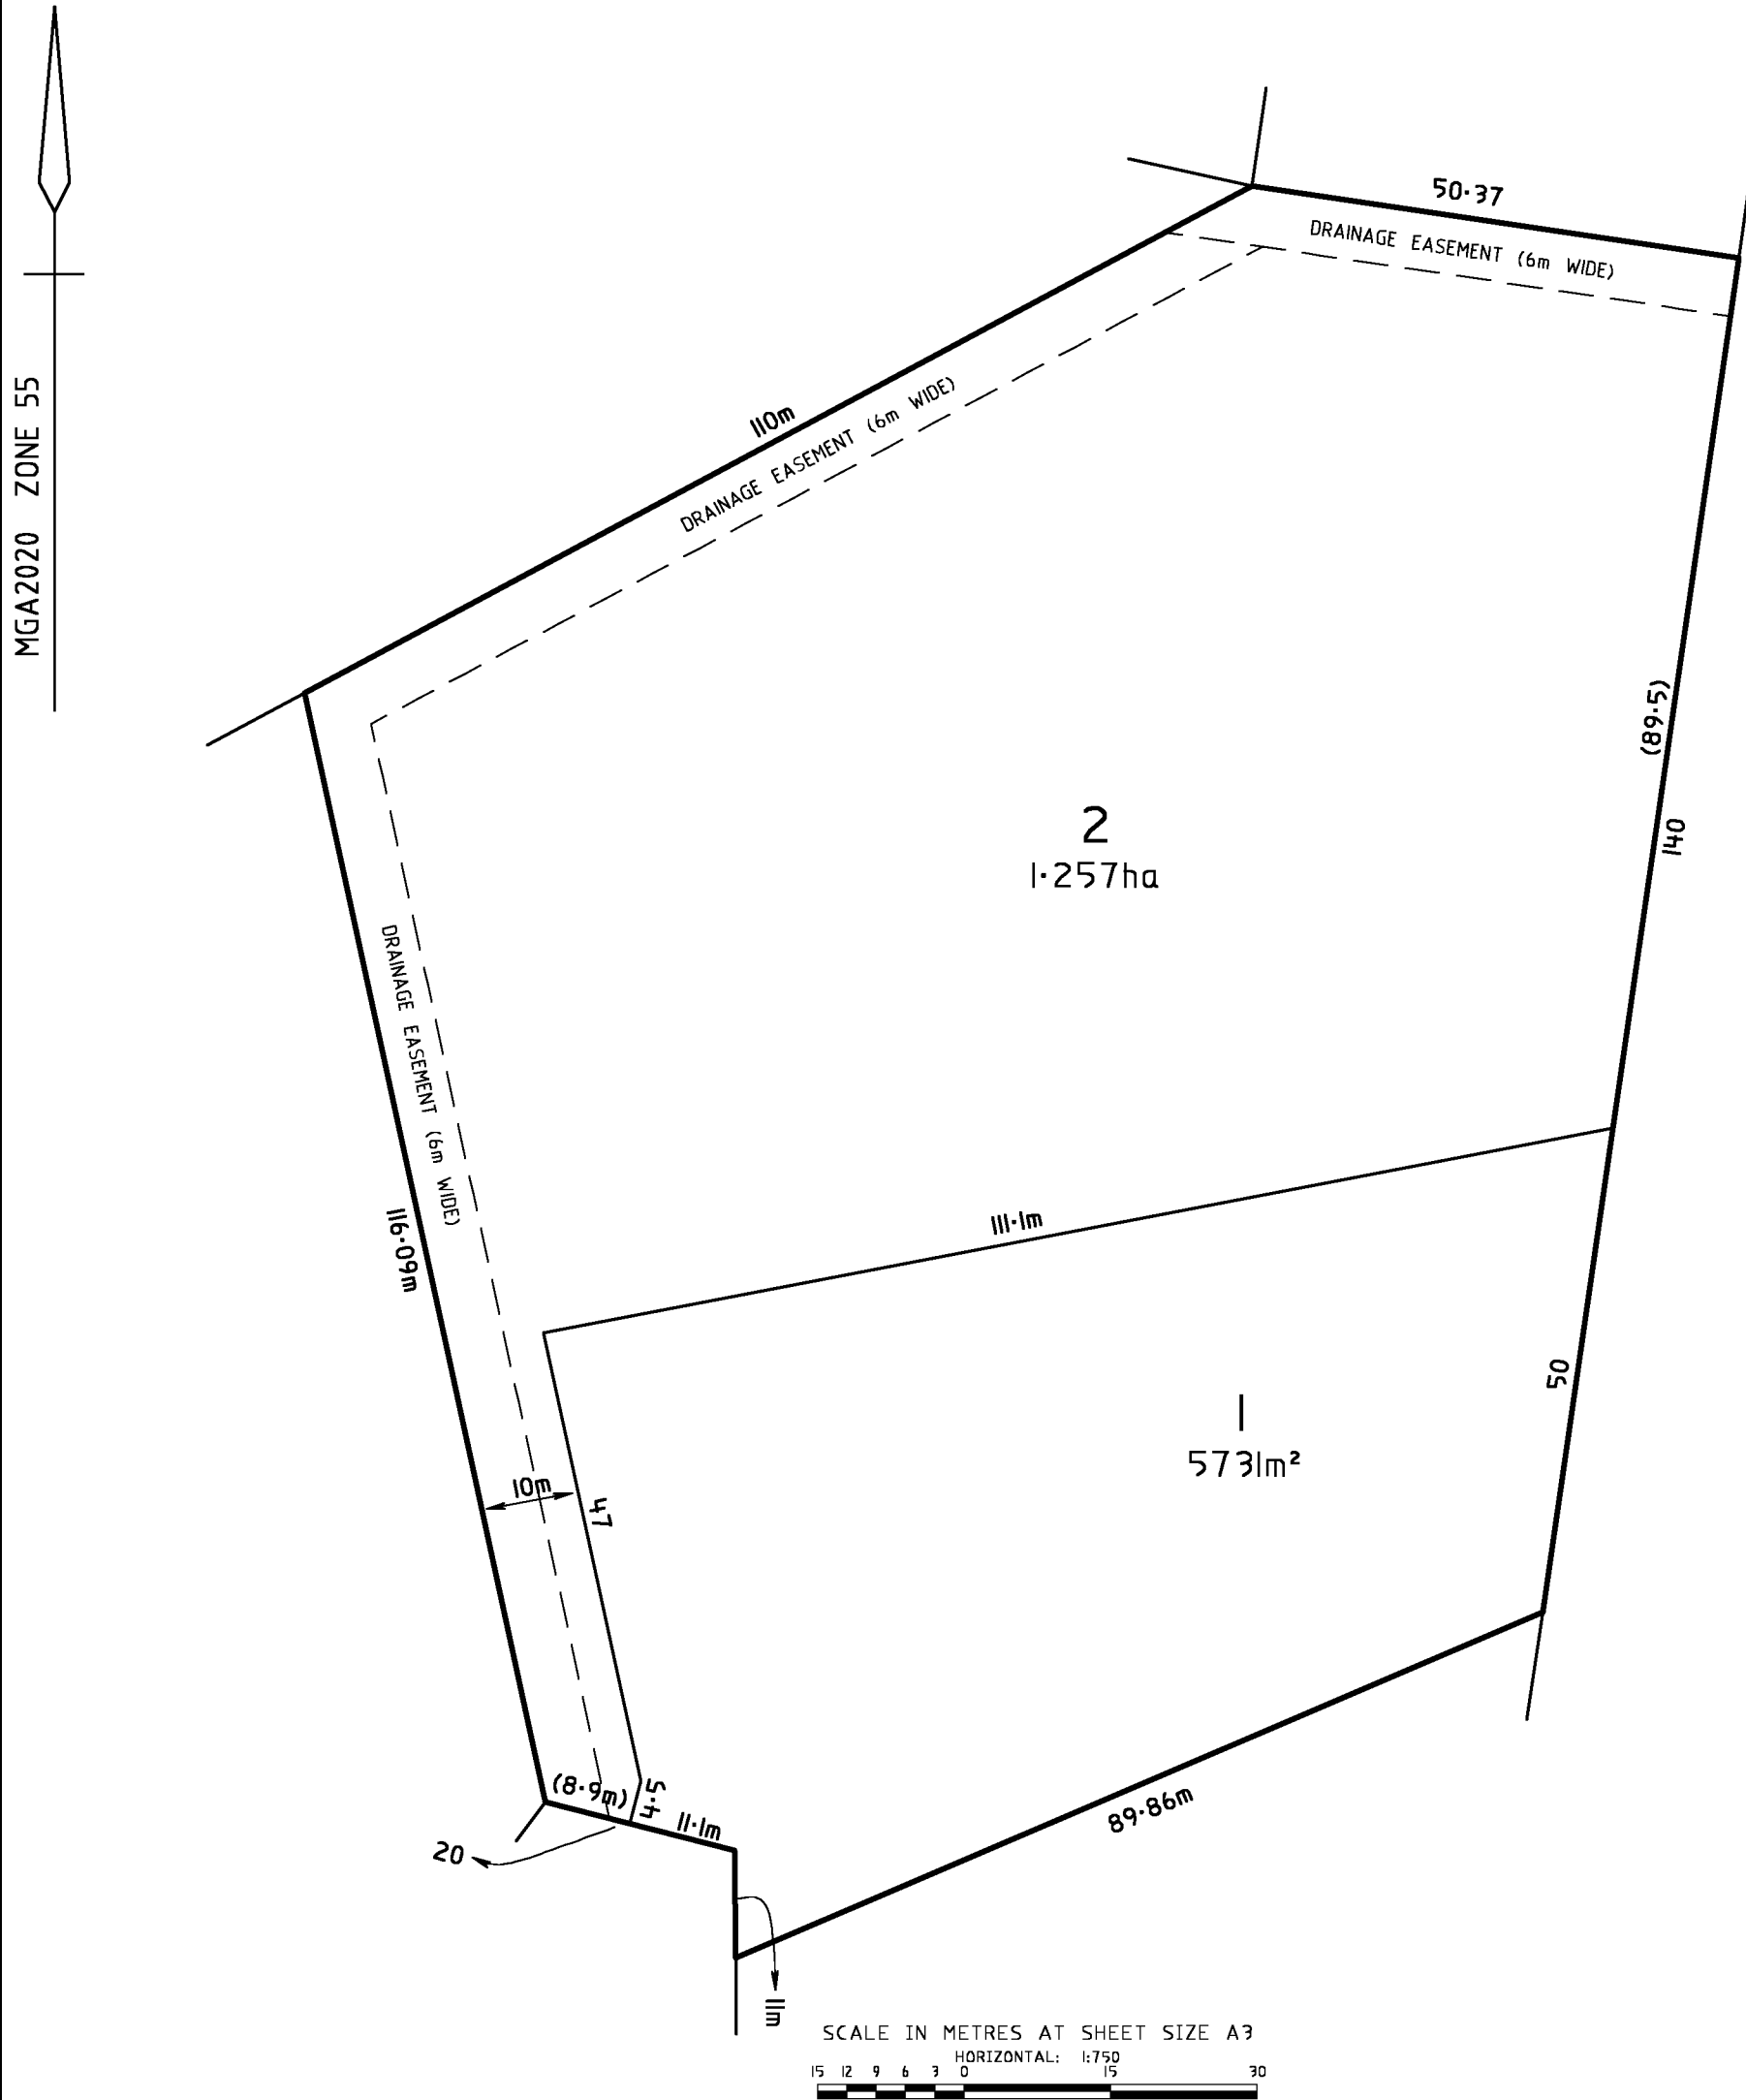 50·37
DRAINAGE EASEMENT (6m WIDE)
MGA2020 ZONE 55
110m
DRAINAGE EASEMENT (6m WIDE)
(89·5)
2
1·257ha
140
DRAINAGE EASEMENT (6m WIDE)
116·09m
111·1m
50
1
5731m²
10m
47
(8·9m)
5·4
11·1m
20
89·86m
11m
SCALE IN METRES AT SHEET SIZE A3
HORIZONTAL: 1:750
15 12 9 6 3 0 15 30